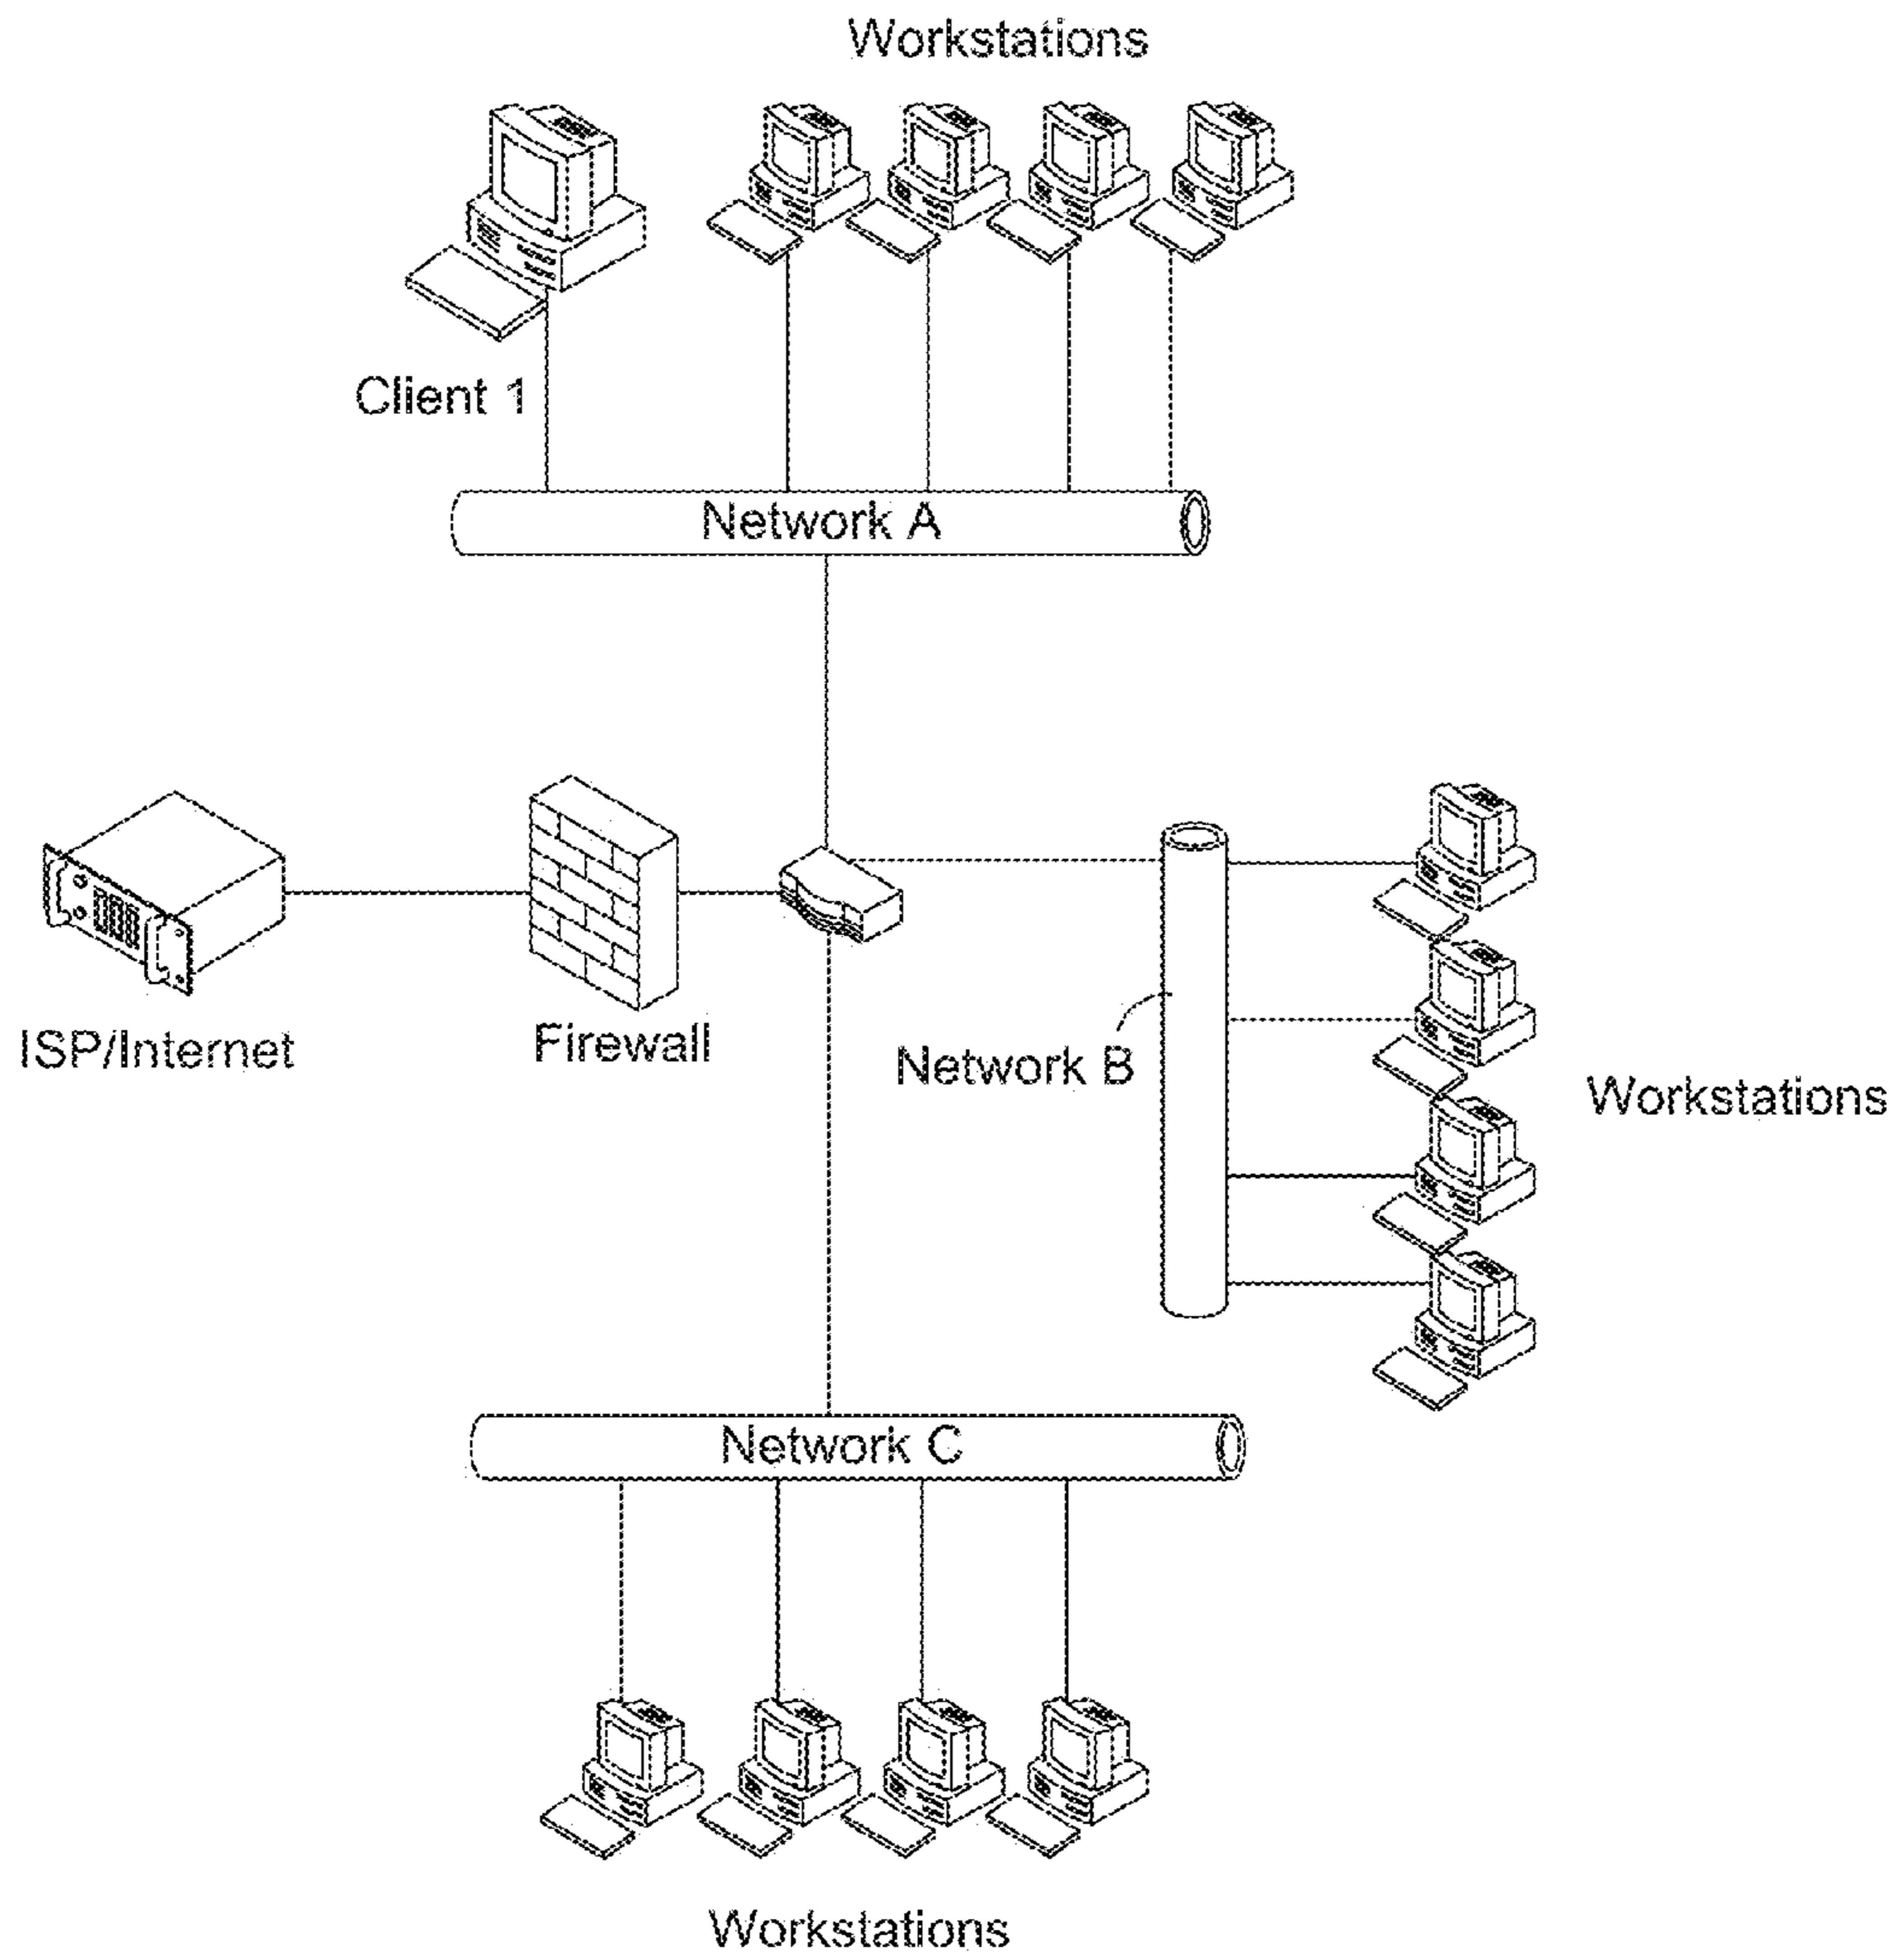 Workstations
Client 1
Network A
ISP/Internet
Firewall
Network B
Workstations
Network C
Workstations